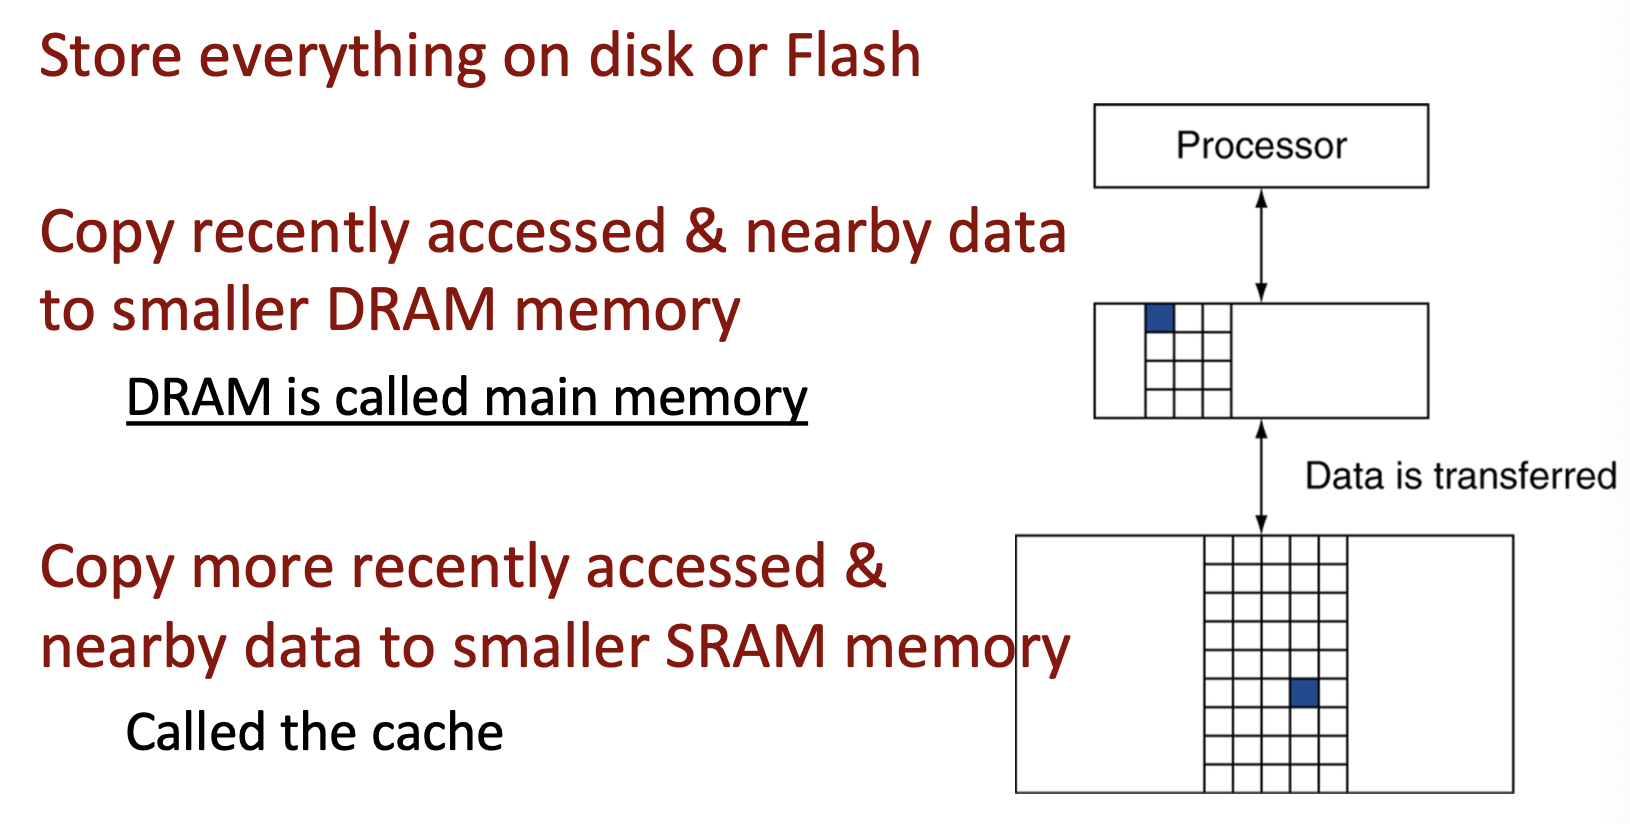 Store everything on disk or Flash
Copy recently accessed & nearby data
to smaller DRAM memory
DRAM is called main memory
Copy more recently accessed &
nearby data to smaller SRAM memory
Called the cache
Processor
Data is transferred